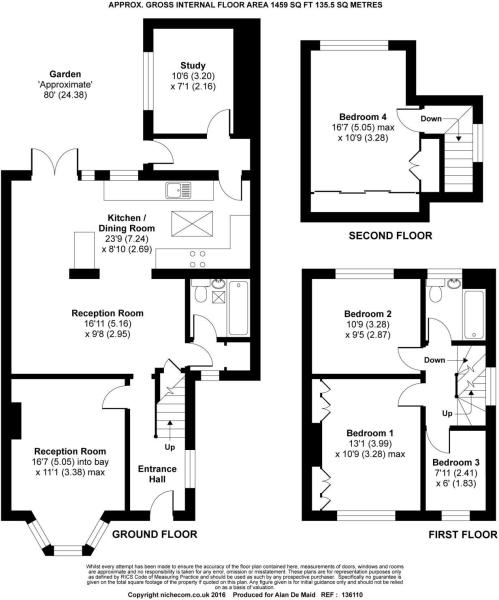 APPROX. GROSS INTERNAL FLOOR AREA 1459 SQ FT 135.5 SQ METRES
Study
10'6 (3.20)
x 7'1 (2.16)
Garden
'Approximate'
80' (24.38)
Kitchen /
Dining Room
23'9 (7.24)
x 8'10 (2.69)
Reception Room
16'11 (5.16)
x 9'8 (2.95)
Reception Room
16'7 (5.05) into bay
x 11'1 (3.38) max
Up
Entrance
Hall
GROUND FLOOR
Bedroom 4
16'7 (5.05) max
x 10'9 (3.28)
Down
SECOND FLOOR
Bedroom 2
10'9 (3.28)
x 9'5 (2.87)
Down
Up
Bedroom 1
13'1 (3.99)
x 10'9 (3.28) max
Bedroom 3
7'11 (2.41)
x 6' (1.83)
FIRST FLOOR
Whilst every attempt has been made to ensure the accuracy of the floor plan contained here, measurements of doors, windows and rooms
are approximate and no responsibility is taken for any error, omission or misstatement. These plans are for representation purposes only
as defined by RICS Code of Measuring Practice and should be used as such by any prospective purchaser. Specifically no guarantee is
given on the total square footage of the property if quoted on this plan. Any figure given is for initial guidance only and should not be relied
on as a basis of valuation.
Copyright nichecom.co.uk 2016 Produced for Alan De Maid REF : 136110